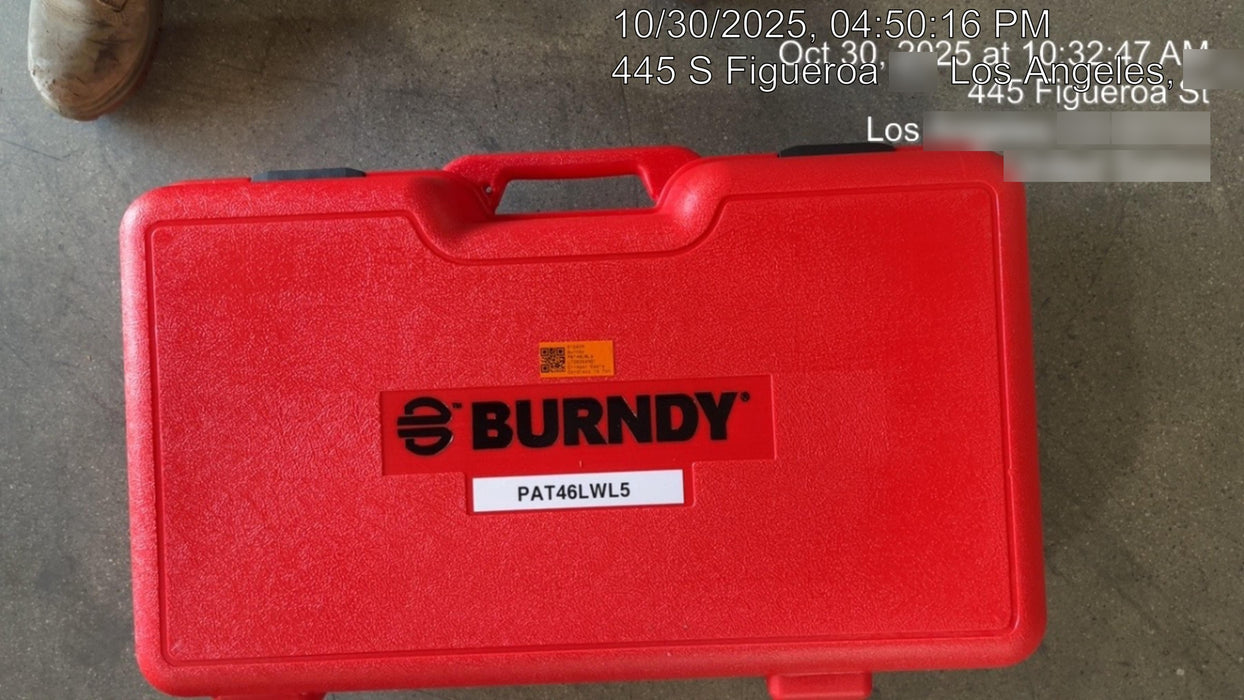 10/30/2025, 04:50:16 PM
Oct 30, 2025 at 10:32:47 AM
445 S Figueroa Los Angeles,
445 Figueroa St
Los
BURNDY®
PAT46LWL5